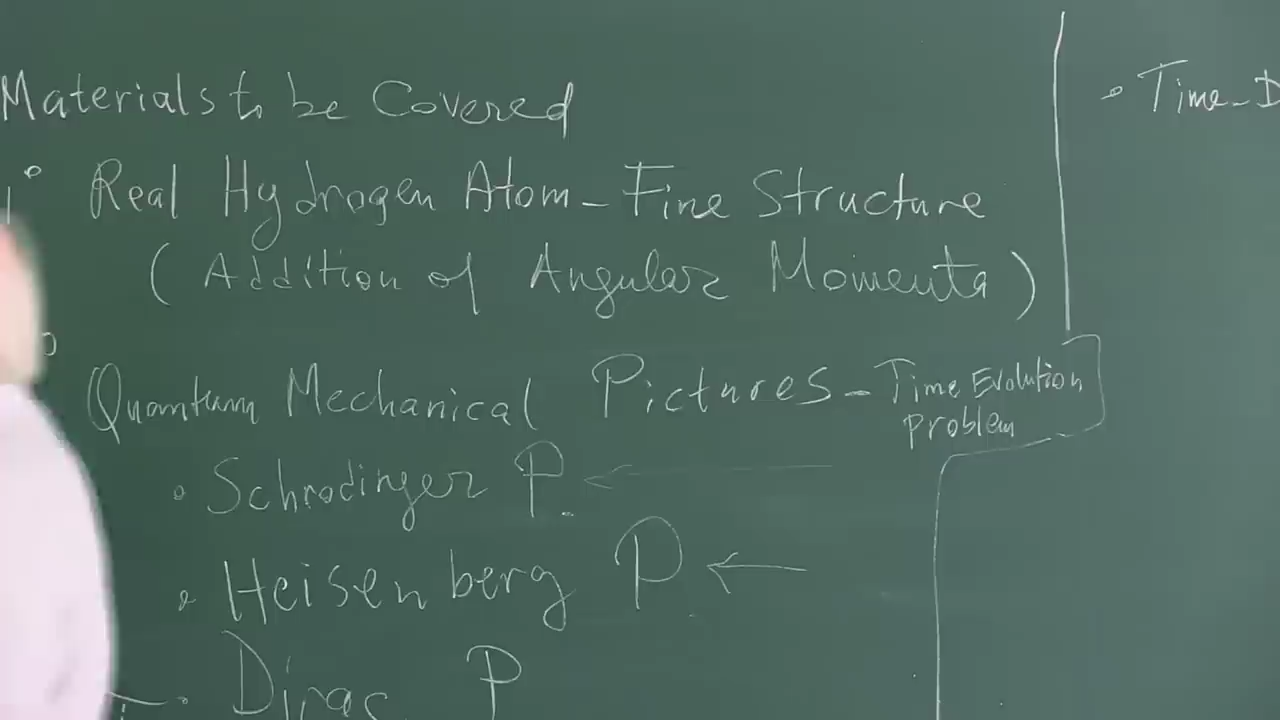 Materials to be Covered
• Real Hydrogen Atom - Fine Structure
(Addition of Angular Momenta)
• Quantum Mechanical Pictures - Time Evolution
problem
• Schrodinger P.
• Heisenberg P
• Dirac P
• Time-D